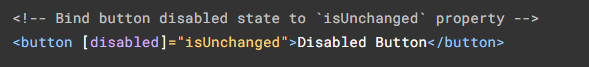 <!-- Bind button disabled state to `isUnchanged` property -->
<button [disabled]="isUnchanged">Disabled Button</button>